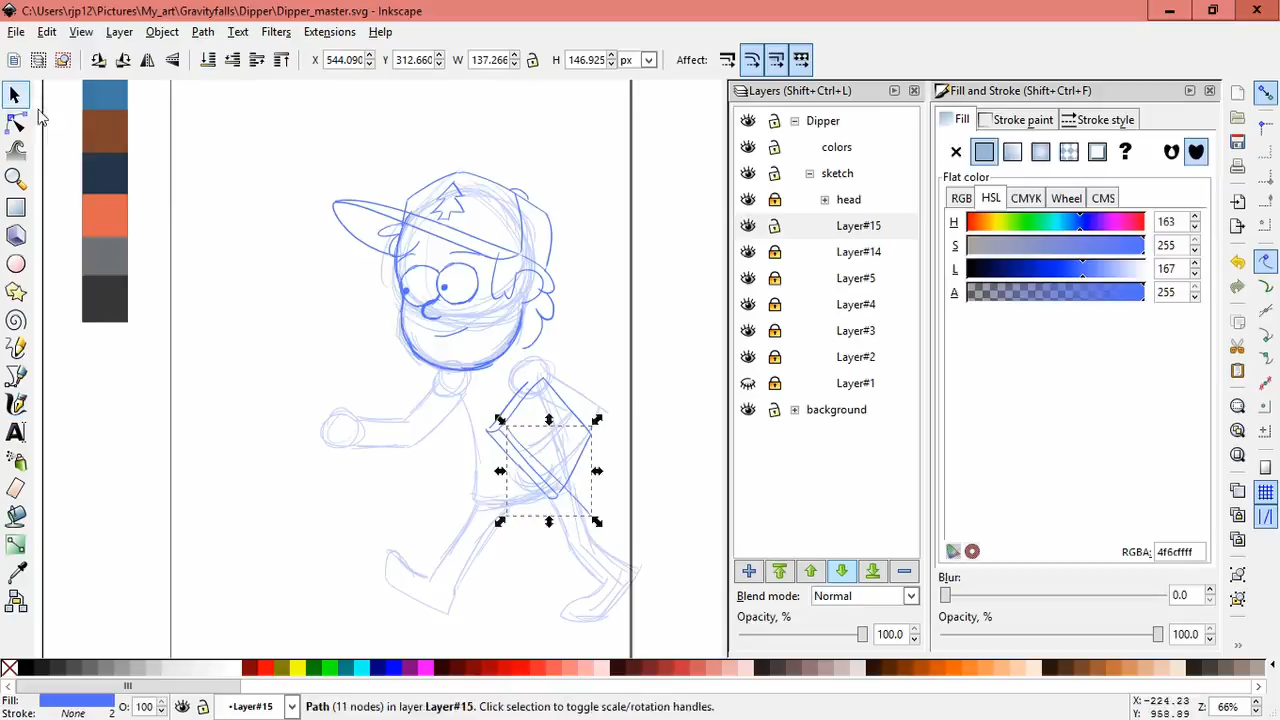 C:\Users\rjp12\Pictures\My_art\Gravityfalls\Dipper\Dipper_master.svg - Inkscape
File Edit View Layer Object Path Text Filters Extensions Help
X 544.090 Y 312.660 W 137.266 H 146.925 px Affect:
Layers (Shift+Ctrl+L)
Dipper
colors
sketch
head
Layer#15
Layer#14
Layer#5
Layer#4
Layer#3
Layer#2
Layer#1
background
Blend mode: Normal
Opacity, %
100.0
Fill and Stroke (Shift+Ctrl+F)
Fill Stroke paint Stroke style
?
Flat color
RGB HSL CMYK Wheel CMS
H 163
S 255
L 167
A 255
RGBA: 4f6cffff
Blur:
0.0
Opacity, %
100.0
Fill: O: 100 •Layer#15 Path (11 nodes) in layer Layer#15. Click selection to toggle scale/rotation handles.
Stroke: None 2
X: -224.23
Y: 968.89
Z: 66%